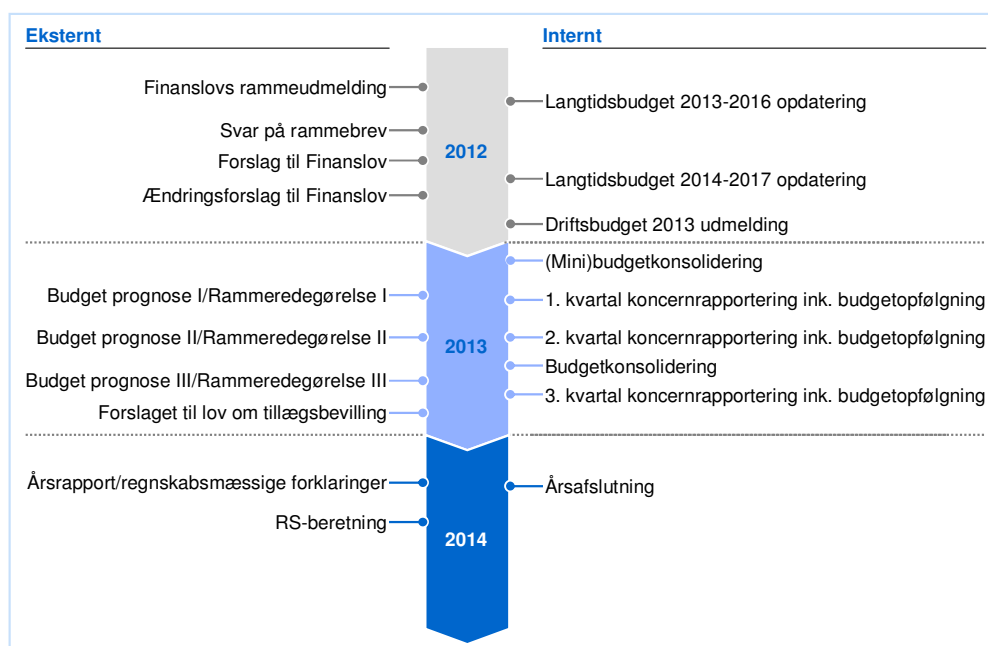 Eksternt
Internt
Finanslovs rammeudmelding
Langtidsbudget 2013-2016 opdatering
Svar på rammebrev
2012
Forslag til Finanslov
Langtidsbudget 2014-2017 opdatering
Ændringsforslag til Finanslov
Driftsbudget 2013 udmelding
(Mini)budgetkonsolidering
Budget prognose I/Rammeredegørelse I
1. kvartal koncernrapportering ink. budgetopfølgning
Budget prognose II/Rammeredegørelse II
2. kvartal koncernrapportering ink. budgetopfølgning
2013
Budgetkonsolidering
Budget prognose III/Rammeredegørelse III
3. kvartal koncernrapportering ink. budgetopfølgning
Forslaget til lov om tillægsbevilling
Årsrapport/regnskabsmæssige forklaringer
Årsafslutning
RS-beretning
2014